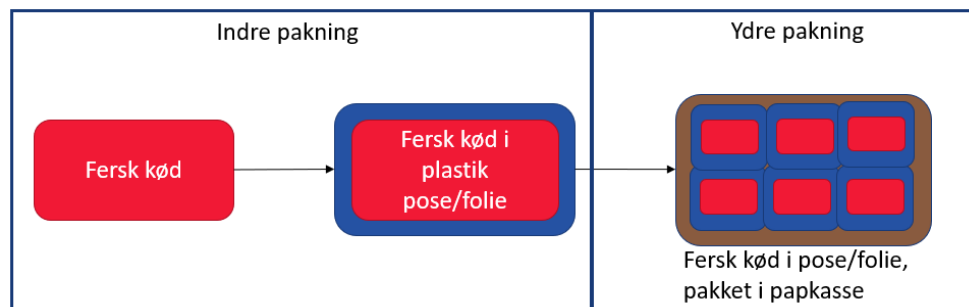 Indre pakning
Ydre pakning
Fersk kød
Fersk kød i
plastik
pose/folie
Fersk kød i pose/folie,
pakket i papkasse